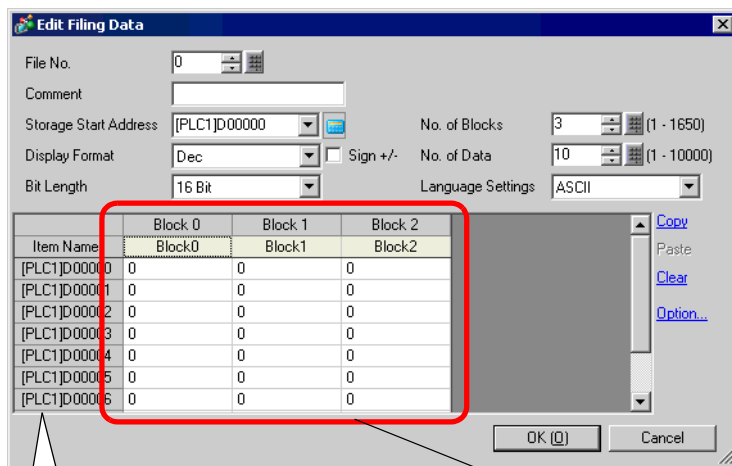 Edit Filing Data
File No. 0
Comment
Storage Start Address [PLC1]D00000 No. of Blocks 3 (1 - 1650)
Display Format Dec Sign +/- No. of Data 10 (1 - 10000)
Bit Length 16 Bit Language Settings ASCII
Block 0 Block 1 Block 2 Copy
Item Name Block0 Block1 Block2 Paste
[PLC1]D00000 0 0 0
[PLC1]D00001 0 0 0 Clear
[PLC1]D00002 0 0 0 Option...
[PLC1]D00003 0 0 0
[PLC1]D00004 0 0 0
[PLC1]D00005 0 0 0
[PLC1]D00006 0 0 0
OK (O) Cancel